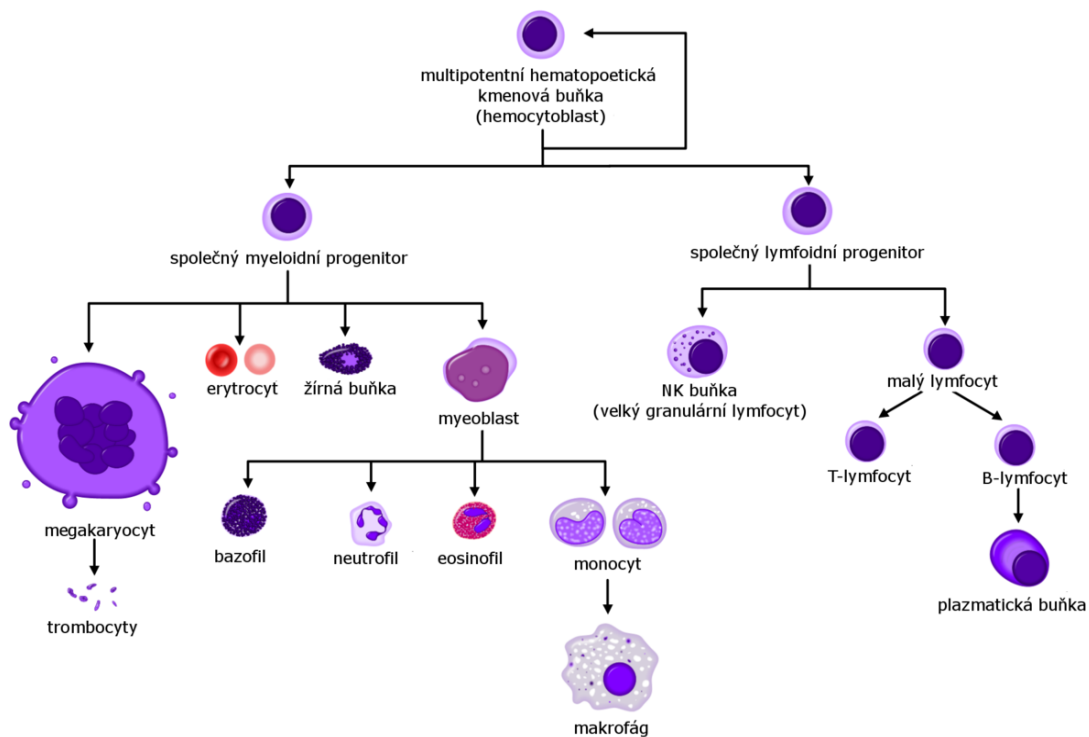 multipotentní hematopoetická
kmenová buňka
(hemocytoblast)
společný myeloidní progenitor
společný lymfoidní progenitor
erytrocyt
žírná buňka
myeoblast
NK buňka
(velký granulární lymfocyt)
malý lymfocyt
T-lymfocyt
B-lymfocyt
megakaryocyt
bazofil
neutrofil
eosinofil
monocyt
plazmatická buňka
trombocyty
makrofág